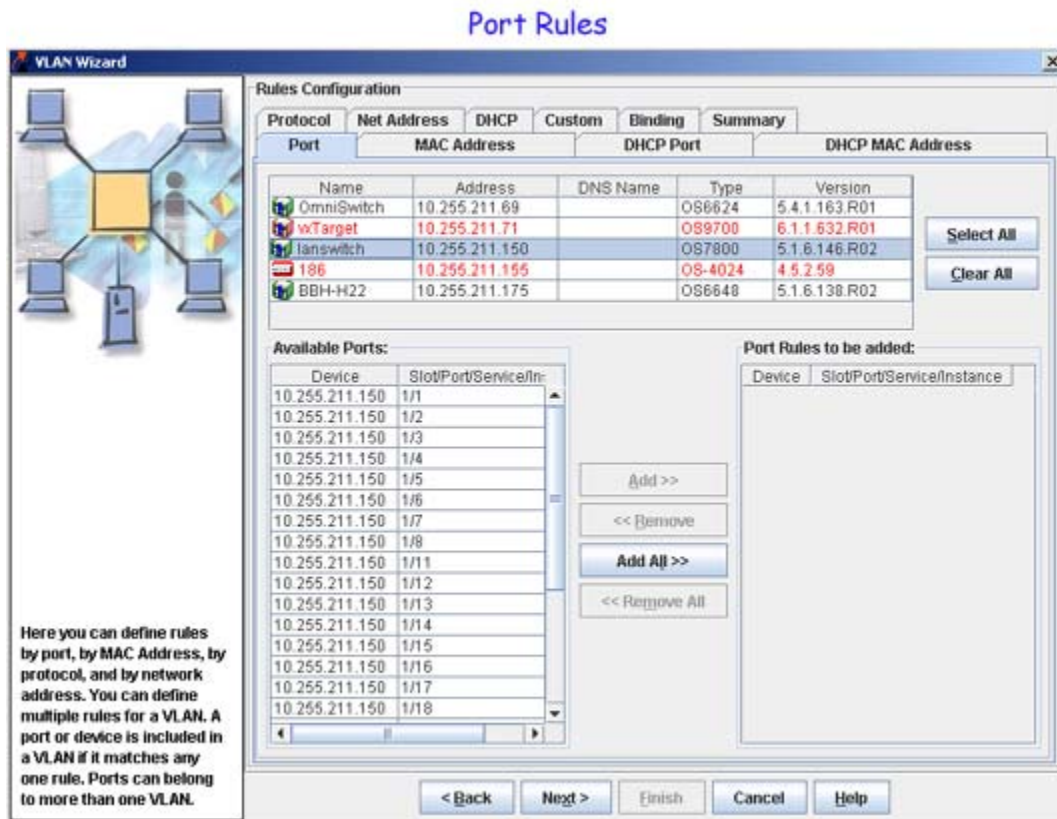 Port Rules
VLAN Wizard
Rules Configuration
Protocol Net Address DHCP Custom Binding Summary
Port MAC Address DHCP Port DHCP MAC Address
Name Address DNS Name Type Version
OmniSwitch 10.255.211.69 OS6624 5.4.1.163.R01
vxTarget 10.255.211.71 OS9700 6.1.1.632.R01
lanswitch 10.255.211.150 OS7800 5.1.6.146.R02
186 10.255.211.155 OS-4024 4.5.2.59
BBH-H22 10.255.211.175 OS6648 5.1.6.138.R02
Select All
Clear All
Available Ports:
Device Slot/Port/Service/In
10.255.211.150 1/1
10.255.211.150 1/2
10.255.211.150 1/3
10.255.211.150 1/4
10.255.211.150 1/5
10.255.211.150 1/6
10.255.211.150 1/7
10.255.211.150 1/8
10.255.211.150 1/11
10.255.211.150 1/12
10.255.211.150 1/13
10.255.211.150 1/14
10.255.211.150 1/15
10.255.211.150 1/16
10.255.211.150 1/17
10.255.211.150 1/18
Add >>
<< Remove
Add All >>
<< Remove All
Port Rules to be added:
Device Slot/Port/Service/Instance
Here you can define rules
by port, by MAC Address, by
protocol, and by network
address. You can define
multiple rules for a VLAN. A
port or device is included in
a VLAN if it matches any
one rule. Ports can belong
to more than one VLAN.
< Back Next > Finish Cancel Help